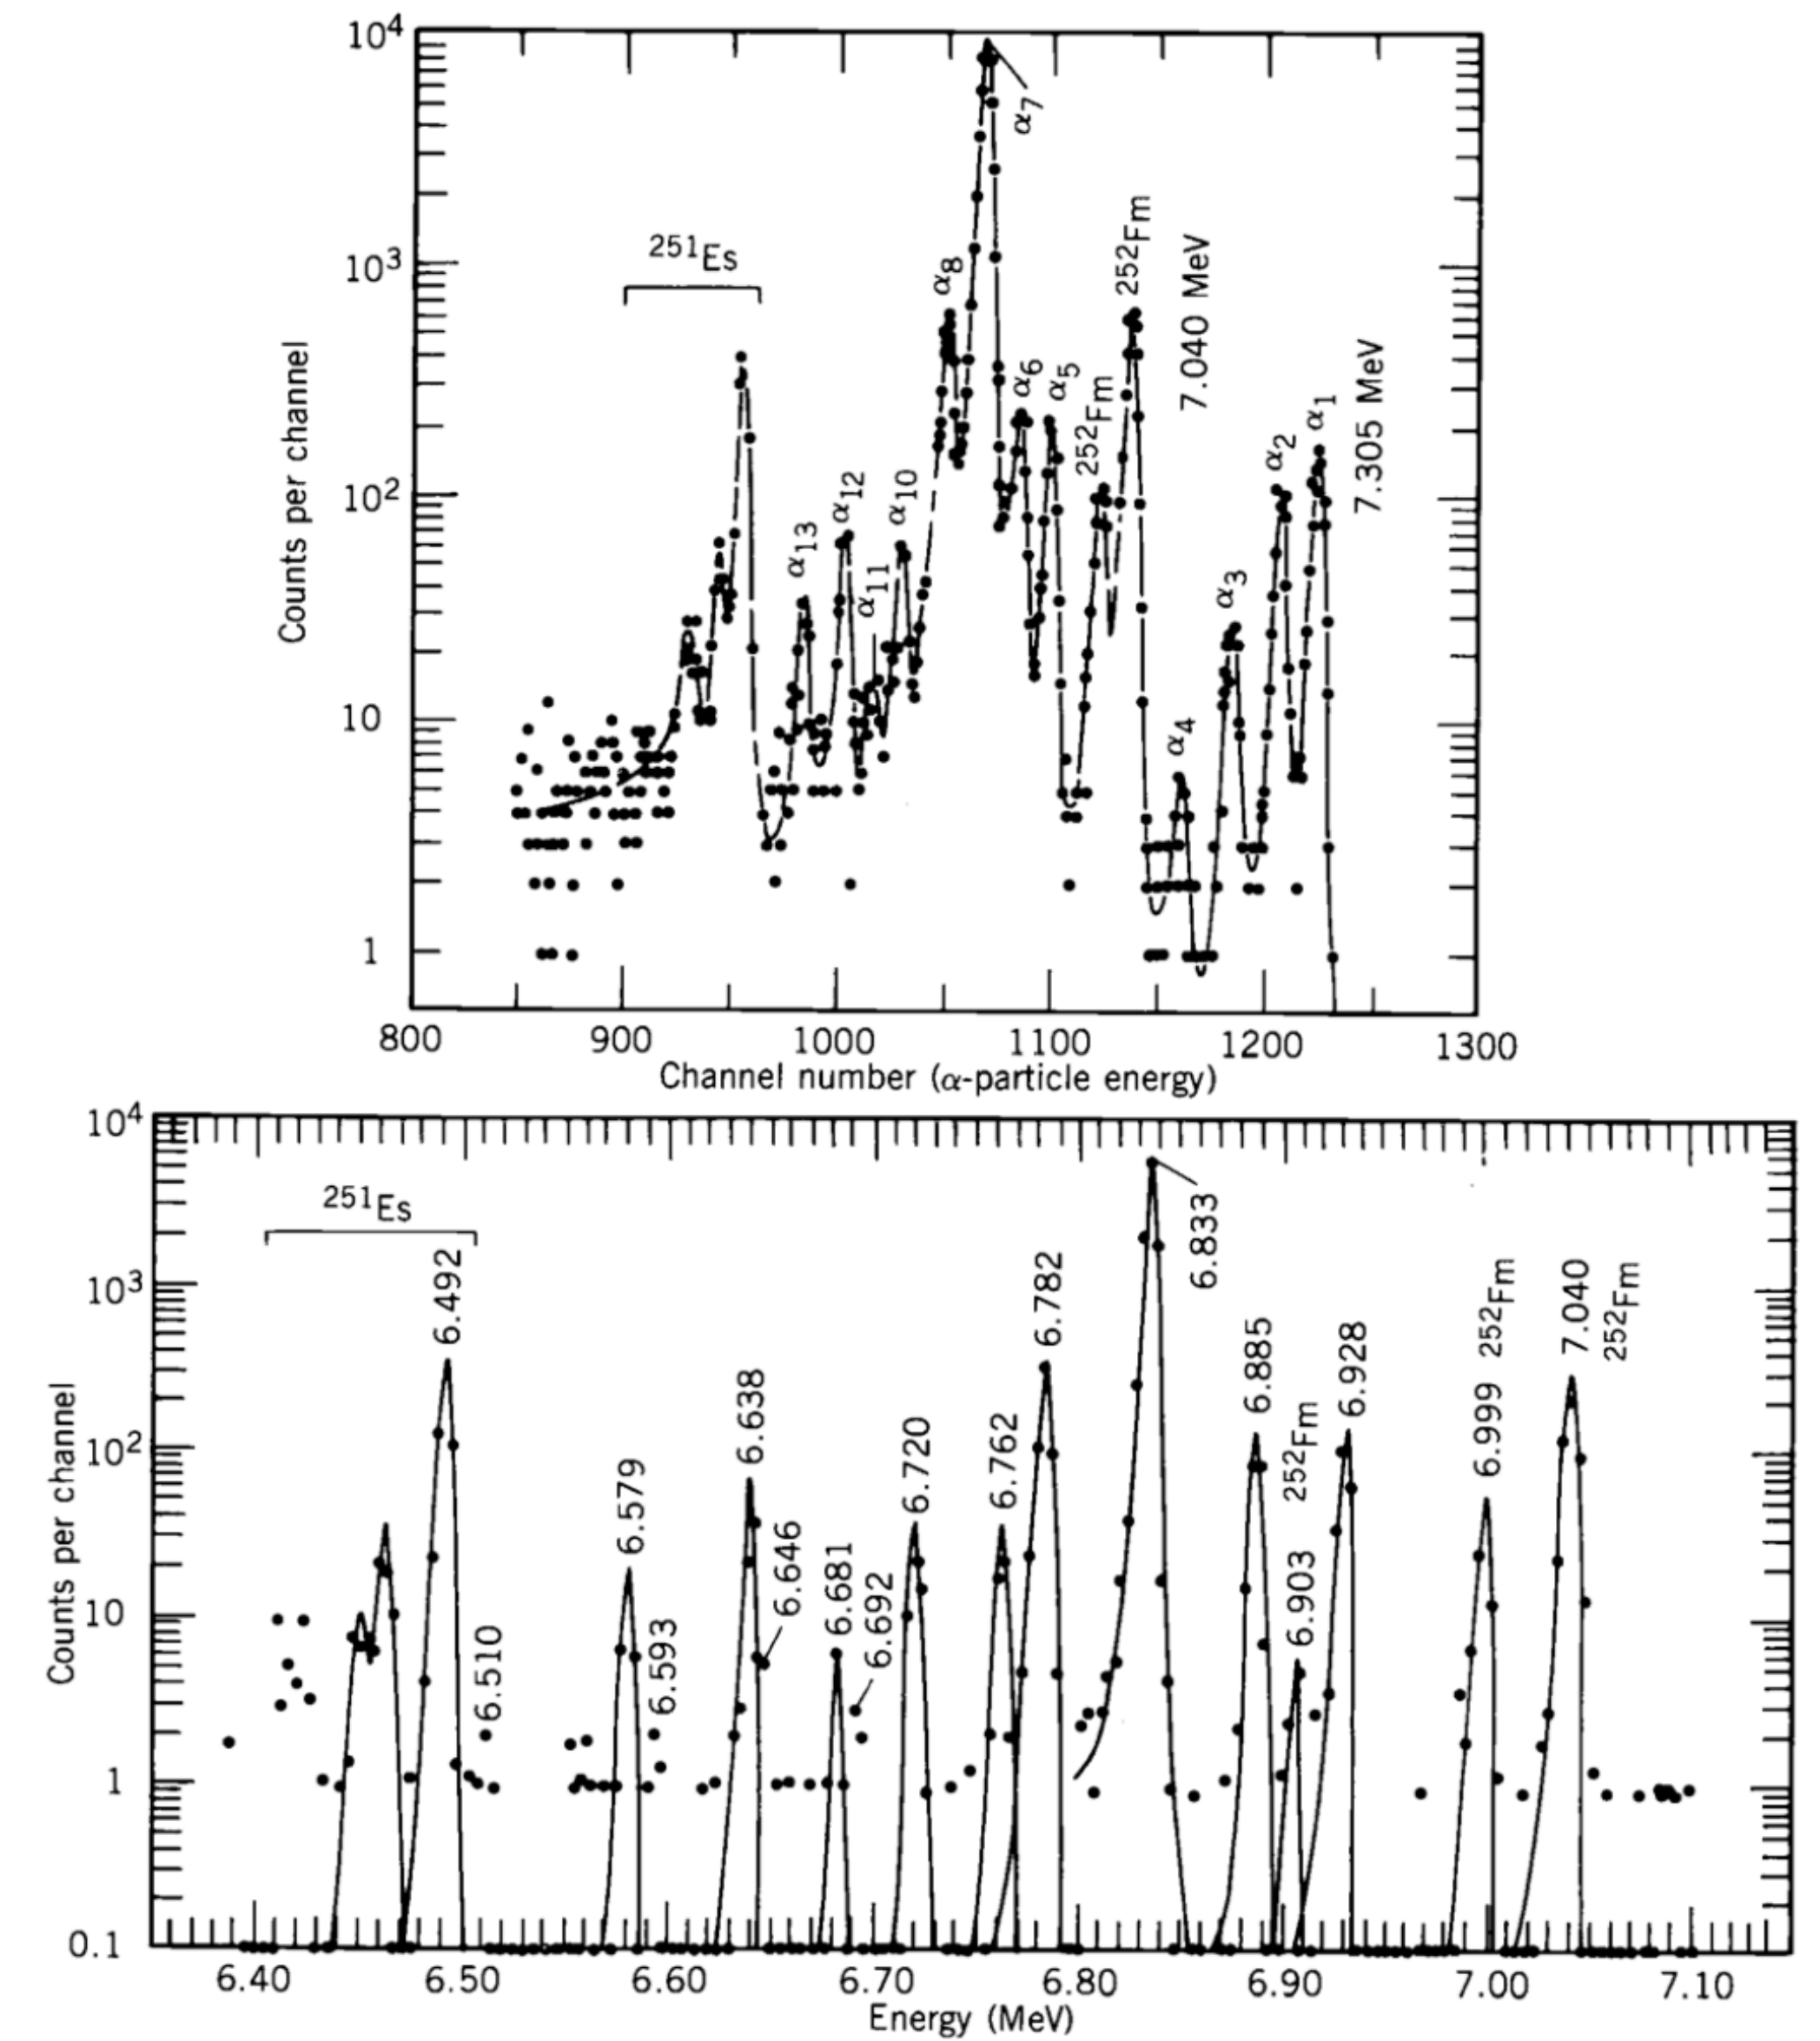 10⁴
10³
10²
10
1
Counts per channel
²⁵¹Es
α₁₃
α₁₂
α₁₁
α₁₀
α₈
α₇
α₆
α₅
²⁵²Fm
²⁵²Fm
7.040 MeV
α₄
α₃
α₂
α₁
7.305 MeV
800 900 1000 1100 1200 1300
Channel number (α-particle energy)
10⁴
10³
10²
10
1
0.1
Counts per channel
²⁵¹Es
6.492
6.510
6.579
6.593
6.638
6.646
6.681
6.692
6.720
6.762
6.782
6.833
6.885
6.903 ²⁵²Fm
6.928
6.999 ²⁵²Fm
7.040
²⁵²Fm
6.40 6.50 6.60 6.70 6.80 6.90 7.00 7.10
Energy (MeV)